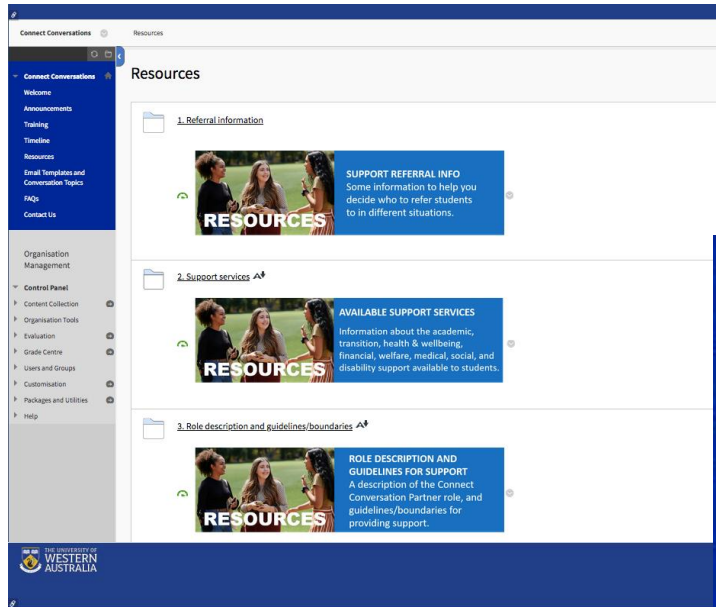 Connect Conversations
Resources
Connect Conversations
Welcome
Announcements
Training
Timeline
Resources
Email Templates and
Conversation Topics
FAQs
Contact Us
Organisation
Management
Control Panel
Content Collection
Organisation Tools
Evaluation
Grade Centre
Users and Groups
Customisation
Packages and Utilities
Help
Resources
1. Referral information
RESOURCES
SUPPORT REFERRAL INFO
Some information to help you
decide who to refer students
to in different situations.
2. Support services
RESOURCES
AVAILABLE SUPPORT SERVICES
Information about the academic,
transition, health & wellbeing,
financial, welfare, medical, social, and
disability support available to students.
3. Role description and guidelines/boundaries
RESOURCES
ROLE DESCRIPTION AND
GUIDELINES FOR SUPPORT
A description of the Connect
Conversation Partner role, and
guidelines/boundaries for
providing support.
THE UNIVERSITY OF
WESTERN
AUSTRALIA